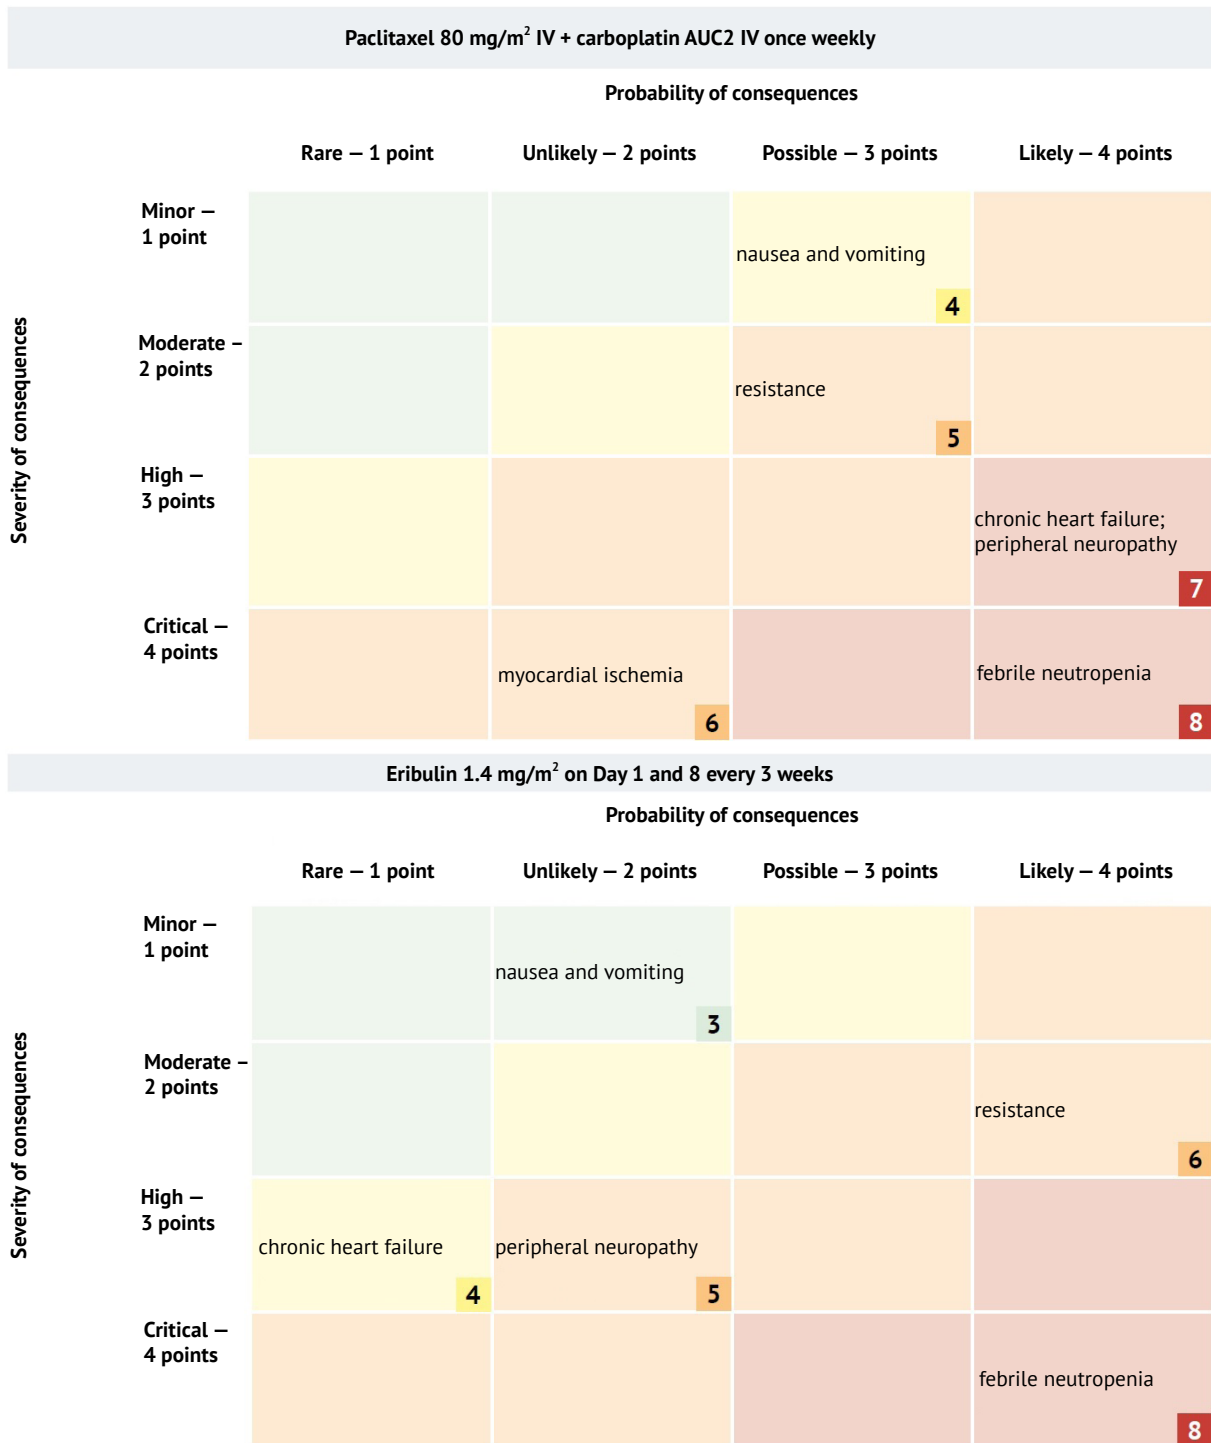 Paclitaxel 80 mg/m² IV + carboplatin AUC2 IV once weekly
Probability of consequences
Rare — 1 point
Unlikely — 2 points
Possible — 3 points
Likely — 4 points
Severity of consequences
Minor —
1 point
nausea and vomiting
4
Moderate –
2 points
resistance
5
High —
3 points
chronic heart failure;
peripheral neuropathy
7
Critical —
4 points
myocardial ischemia
6
febrile neutropenia
8
Eribulin 1.4 mg/m² on Day 1 and 8 every 3 weeks
Probability of consequences
Rare — 1 point
Unlikely — 2 points
Possible — 3 points
Likely — 4 points
Severity of consequences
Minor —
1 point
nausea and vomiting
3
Moderate –
2 points
resistance
6
High —
3 points
chronic heart failure
4
peripheral neuropathy
5
Critical —
4 points
febrile neutropenia
8